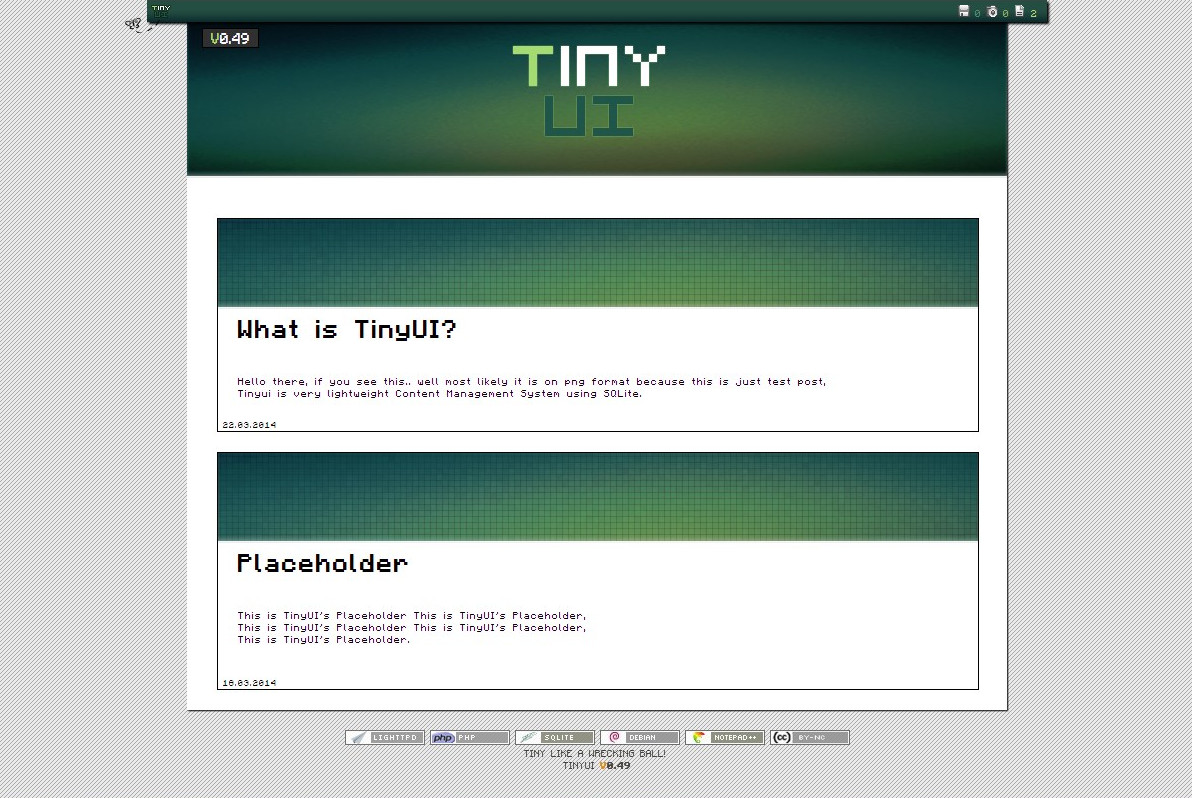 TINY
UI
0 0 2
V0.49
TINY
UI
What is TinyUI?
Hello there, if you see this.. well most likely it is on png format because this is just test post,
Tinyui is very lightweight Content Management System using SQLite.
22.03.2014
Placeholder
This is TinyUI's Placeholder This is TinyUI's Placeholder,
This is TinyUI's Placeholder This is TinyUI's Placeholder,
This is TinyUI's Placeholder.
16.03.2014
LIGHTTPD php PHP SQLITE DEBIAN NOTEPAD++ cc BY-NC
TINY LIKE A WRECKING BALL!
TINYUI V0.49